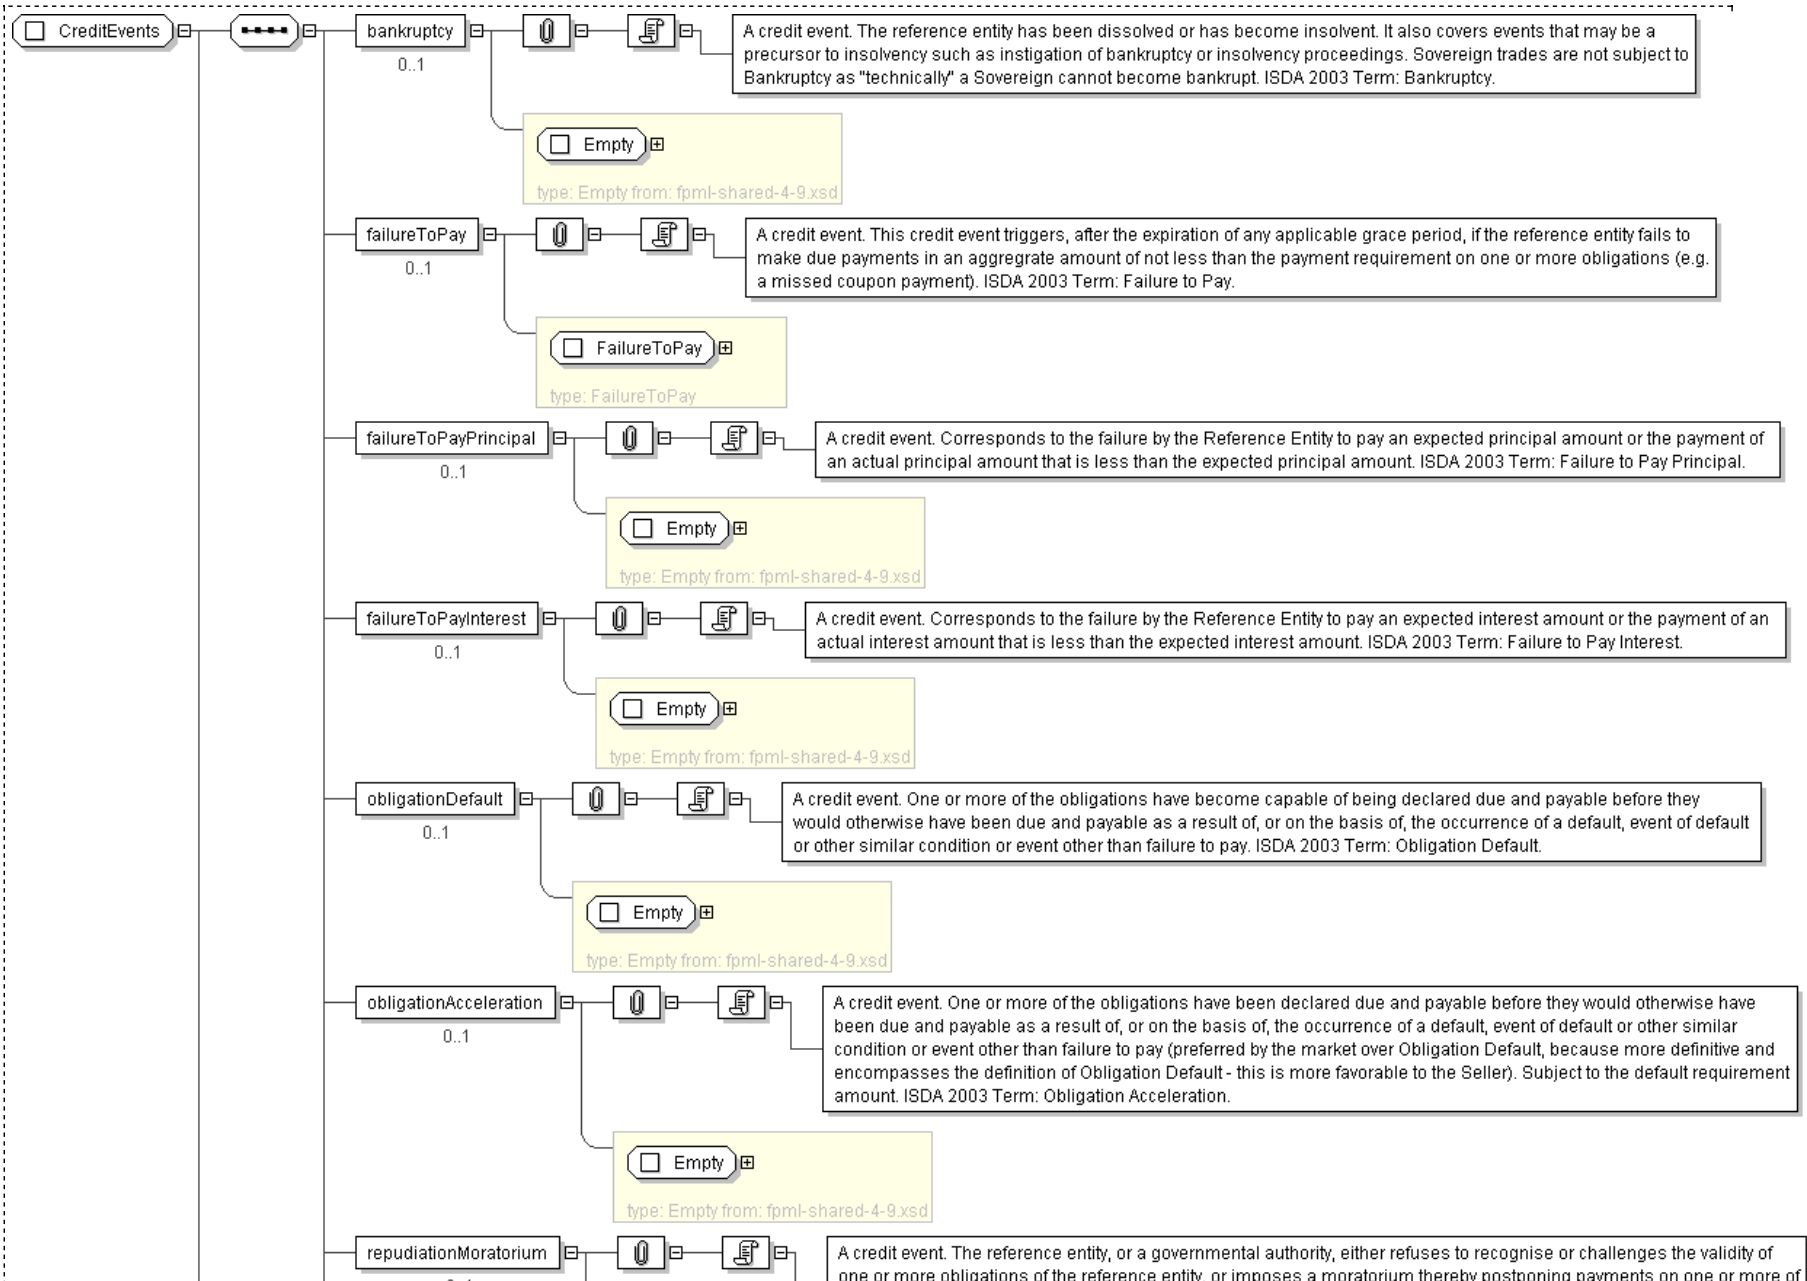 CreditEvents
bankruptcy
0..1
A credit event. The reference entity has been dissolved or has become insolvent. It also covers events that may be a
precursor to insolvency such as instigation of bankruptcy or insolvency proceedings. Sovereign trades are not subject to
Bankruptcy as "technically" a Sovereign cannot become bankrupt. ISDA 2003 Term: Bankruptcy.
Empty
type: Empty from: fpml-shared-4-9.xsd
failureToPay
0..1
A credit event. This credit event triggers, after the expiration of any applicable grace period, if the reference entity fails to
make due payments in an aggregrate amount of not less than the payment requirement on one or more obligations (e.g.
a missed coupon payment). ISDA 2003 Term: Failure to Pay.
FailureToPay
type: FailureToPay
failureToPayPrincipal
0..1
A credit event. Corresponds to the failure by the Reference Entity to pay an expected principal amount or the payment of
an actual principal amount that is less than the expected principal amount. ISDA 2003 Term: Failure to Pay Principal.
Empty
type: Empty from: fpml-shared-4-9.xsd
failureToPayInterest
0..1
A credit event. Corresponds to the failure by the Reference Entity to pay an expected interest amount or the payment of an
actual interest amount that is less than the expected interest amount. ISDA 2003 Term: Failure to Pay Interest.
Empty
type: Empty from: fpml-shared-4-9.xsd
obligationDefault
0..1
A credit event. One or more of the obligations have become capable of being declared due and payable before they
would otherwise have been due and payable as a result of, or on the basis of, the occurrence of a default, event of default
or other similar condition or event other than failure to pay. ISDA 2003 Term: Obligation Default.
Empty
type: Empty from: fpml-shared-4-9.xsd
obligationAcceleration
0..1
A credit event. One or more of the obligations have been declared due and payable before they would otherwise have
been due and payable as a result of, or on the basis of, the occurrence of a default, event of default or other similar
condition or event other than failure to pay (preferred by the market over Obligation Default, because more definitive and
encompasses the definition of Obligation Default - this is more favorable to the Seller). Subject to the default requirement
amount. ISDA 2003 Term: Obligation Acceleration.
Empty
type: Empty from: fpml-shared-4-9.xsd
repudiationMoratorium
A credit event. The reference entity, or a governmental authority, either refuses to recognise or challenges the validity of
one or more obligations of the reference entity, or imposes a moratorium thereby postponing payments on one or more of